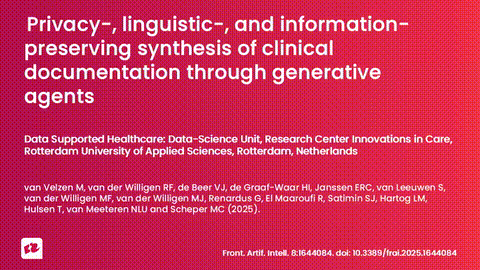 Privacy-, linguistic-, and information-
preserving synthesis of clinical
documentation through generative
agents
Data Supported Healthcare: Data-Science Unit, Research Center Innovations in Care,
Rotterdam University of Applied Sciences, Rotterdam, Netherlands
van Velzen M, van der Willigen RF, de Beer VJ, de Graaf-Waar HI, Janssen ERC, van Leeuwen S,
van der Willigen MF, van der Willigen MJ, Renardus G, El Maaroufi R, Satimin SJ, Hartog LM,
Hulsen T, van Meeteren NLU and Scheper MC (2025).
Front. Artif. Intell. 8:1644084. doi: 10.3389/frai.2025.1644084